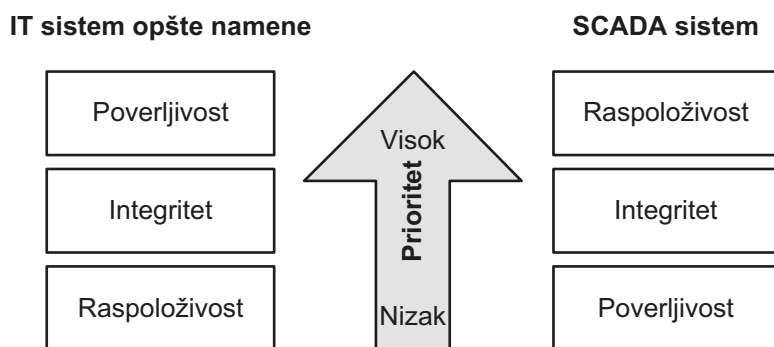 IT sistem opšte namene
SCADA sistem
Poverljivost
Visok
Raspoloživost
Integritet
Prioritet
Integritet
Raspoloživost
Nizak
Poverljivost